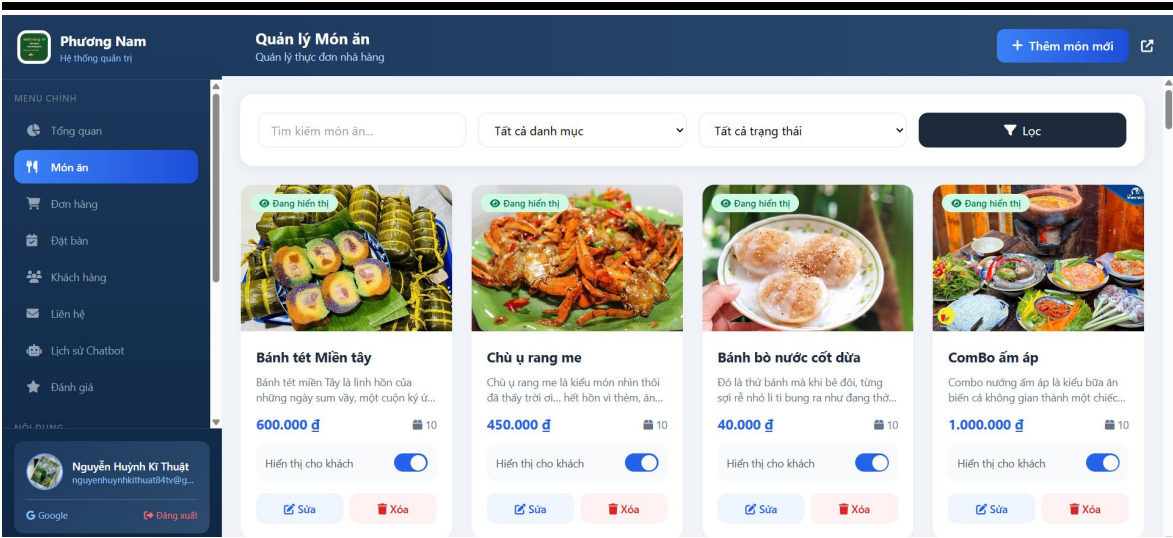 Phương Nam
Hệ thống quản trị
MENU CHÍNH
Tổng quan
Món ăn
Đơn hàng
Đặt bàn
Khách hàng
Liên hệ
Lịch sử Chatbot
Đánh giá
NỘI DUNG
Nguyễn Huỳnh Kĩ Thuật
nguyenhuynhkithuat84tv@g...
Google
Đăng xuất
Quản lý Món ăn
Quản lý thực đơn nhà hàng
+ Thêm món mới
Tìm kiếm món ăn...
Tất cả danh mục
Tất cả trạng thái
Lọc
Đang hiển thị
Bánh tét Miền tây
Bánh tét miền Tây là linh hồn của
những ngày sum vầy, một cuộn ký ứ...
600.000 ₫
10
Hiển thị cho khách
Sửa
Xóa
Đang hiển thị
Chù ụ rang me
Chù ụ rang me là kiểu món nhìn thôi
đã thấy trời ơi... hết hồn vì thèm, ăn...
450.000 ₫
10
Hiển thị cho khách
Sửa
Xóa
Đang hiển thị
Bánh bò nước cốt dừa
Đó là thứ bánh mà khi bẻ đôi, từng
sợi rễ nhỏ li ti bung ra như đang thở...
40.000 ₫
10
Hiển thị cho khách
Sửa
Xóa
Đang hiển thị
ComBo ấm áp
Combo nướng ấm áp là kiểu bữa ăn
biến cả không gian thành một chiếc...
1.000.000 ₫
10
Hiển thị cho khách
Sửa
Xóa